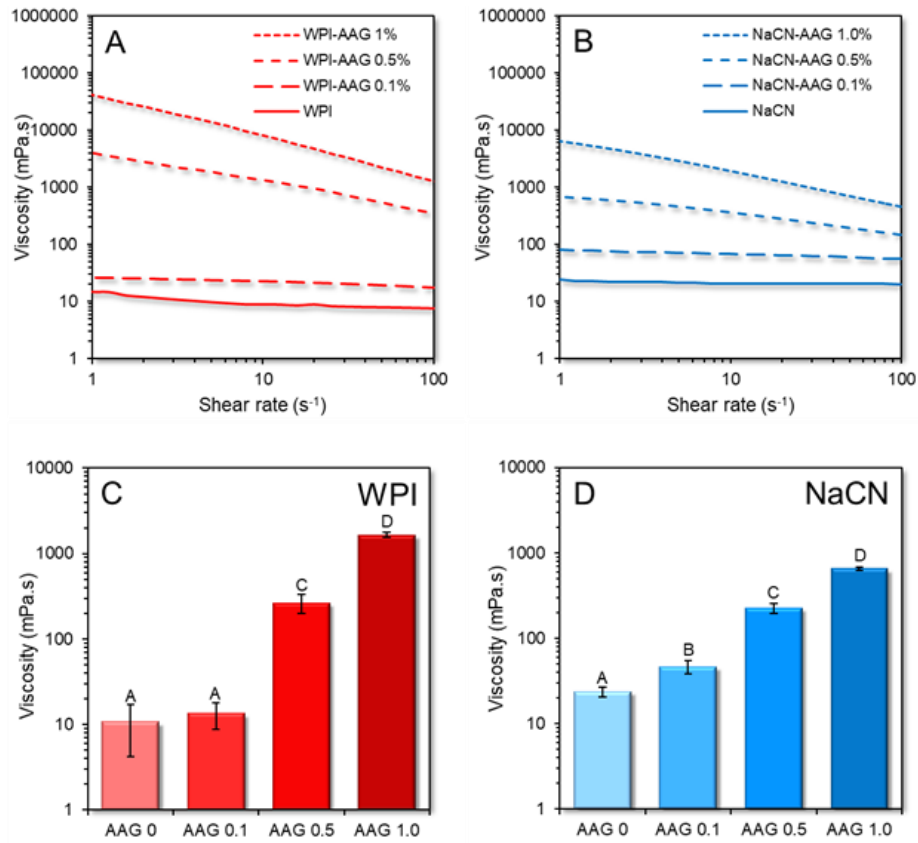 A
WPI-AAG 1%
WPI-AAG 0.5%
WPI-AAG 0.1%
WPI
1000000
100000
10000
1000
100
10
1
Viscosity (mPa.s)
1 10 100
Shear rate (s⁻¹)
B
NaCN-AAG 1.0%
NaCN-AAG 0.5%
NaCN-AAG 0.1%
NaCN
1000000
100000
10000
1000
100
10
1
Viscosity (mPa.s)
1 10 100
Shear rate (s⁻¹)
C WPI
10000
1000
100
10
1
Viscosity (mPa.s)
A A C D
AAG 0 AAG 0.1 AAG 0.5 AAG 1.0
D NaCN
10000
1000
100
10
1
Viscosity (mPa.s)
A B C D
AAG 0 AAG 0.1 AAG 0.5 AAG 1.0